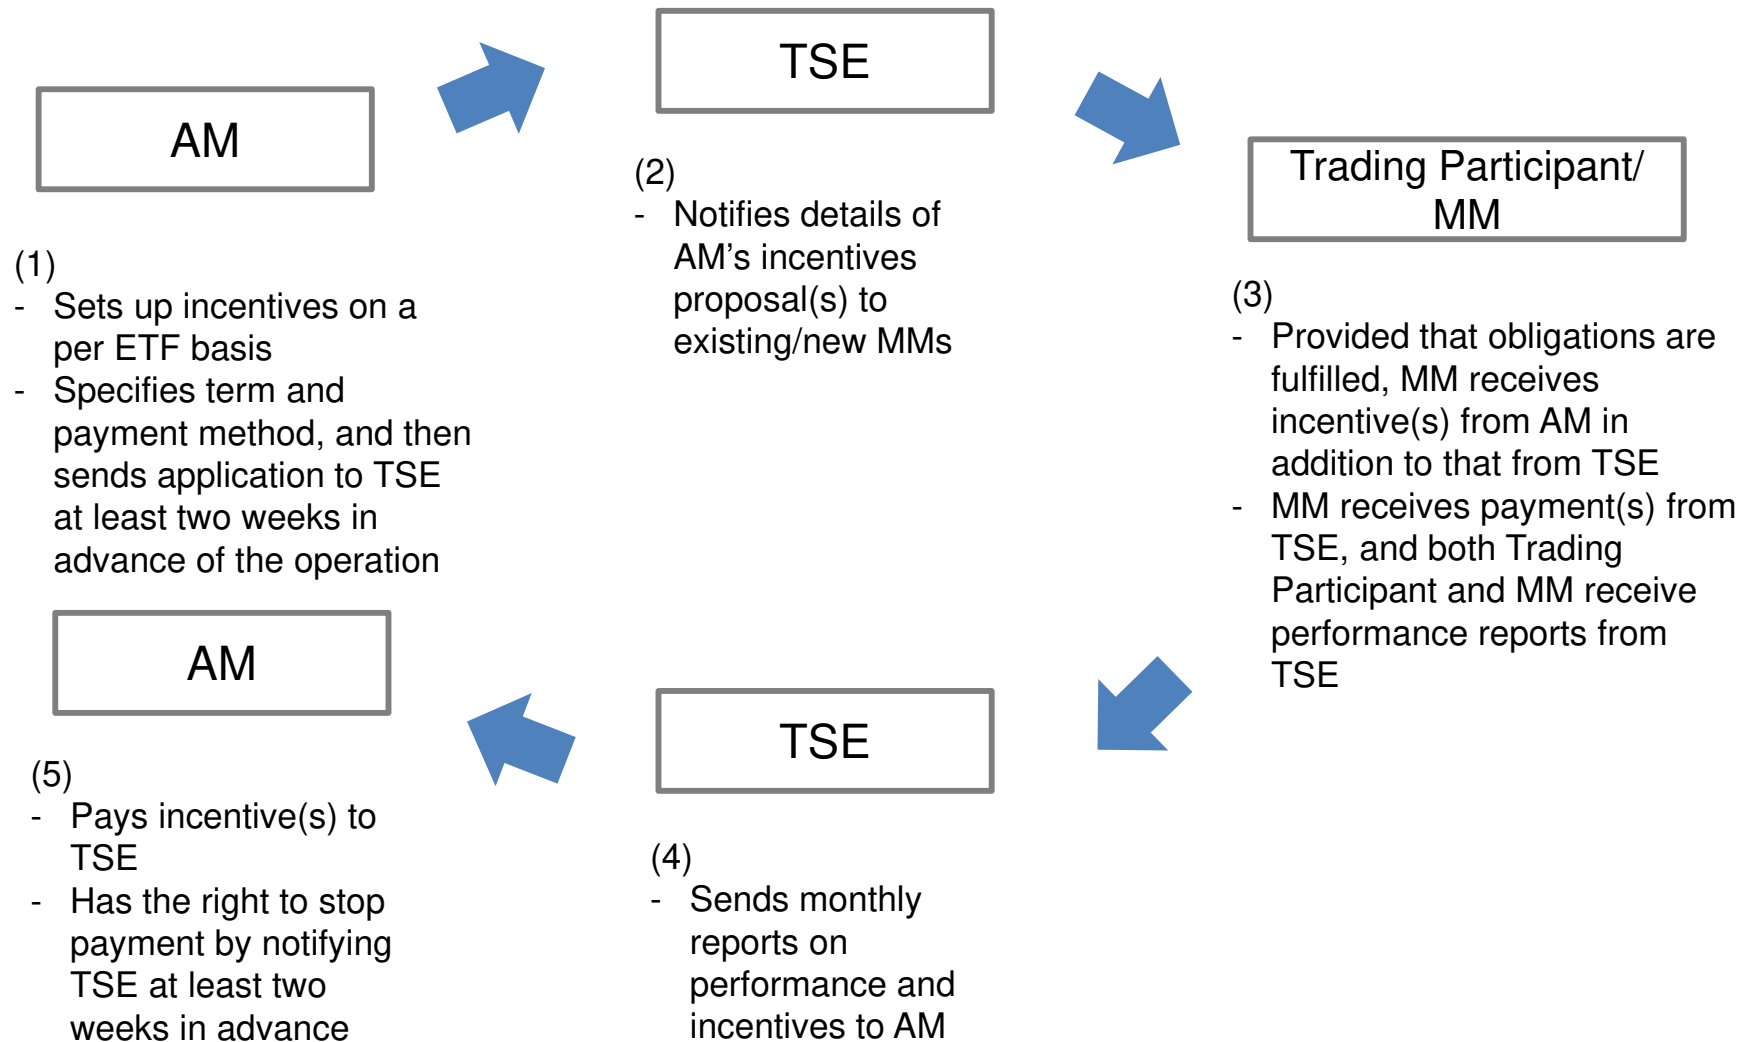 AM
(1)
- Sets up incentives on a
per ETF basis
- Specifies term and
payment method, and then
sends application to TSE
at least two weeks in
advance of the operation
TSE
(2)
- Notifies details of
AM’s incentives
proposal(s) to
existing/new MMs
Trading Participant/
MM
(3)
- Provided that obligations are
fulfilled, MM receives
incentive(s) from AM in
addition to that from TSE
- MM receives payment(s) from
TSE, and both Trading
Participant and MM receive
performance reports from
TSE
TSE
(4)
- Sends monthly
reports on
performance and
incentives to AM
AM
(5)
- Pays incentive(s) to
TSE
- Has the right to stop
payment by notifying
TSE at least two
weeks in advance